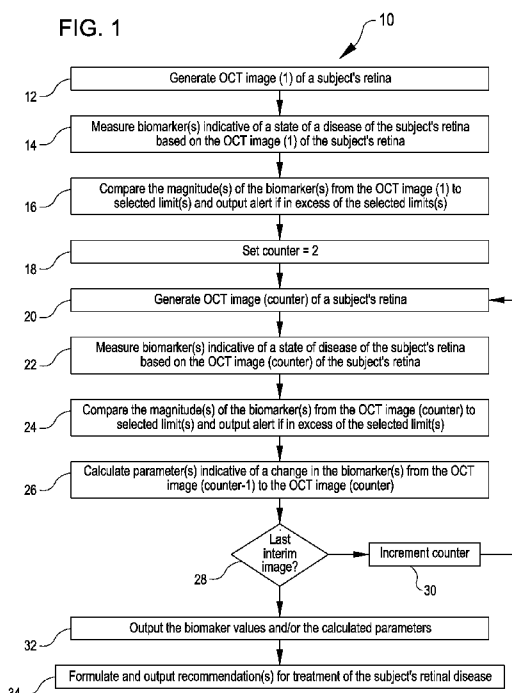 FIG. 1
10
Generate OCT image (1) of a subject's retina
12
Measure biomarker(s) indicative of a state of a disease of the subject's retina
based on the OCT image (1) of the subject's retina
14
Compare the magnitude(s) of the biomarker(s) from the OCT image (1) to
selected limit(s) and output alert if in excess of the selected limits(s)
16
Set counter = 2
18
Generate OCT image (counter) of a subject's retina
20
Measure biomarker(s) indicative of a state of disease of the subject's retina
based on the OCT image (counter) of the subject's retina
22
Compare the magnitude(s) of the biomarker(s) from the OCT image (counter) to
selected limit(s) and output alert if in excess of the selected limit(s)
24
Calculate parameter(s) indicative of a change in the biomarker(s) from the OCT
image (counter-1) to the OCT image (counter)
26
Last
interim
image?
28
Increment counter
30
Output the biomaker values and/or the calculated parameters
32
Formulate and output recommendation(s) for treatment of the subject's retinal disease
34